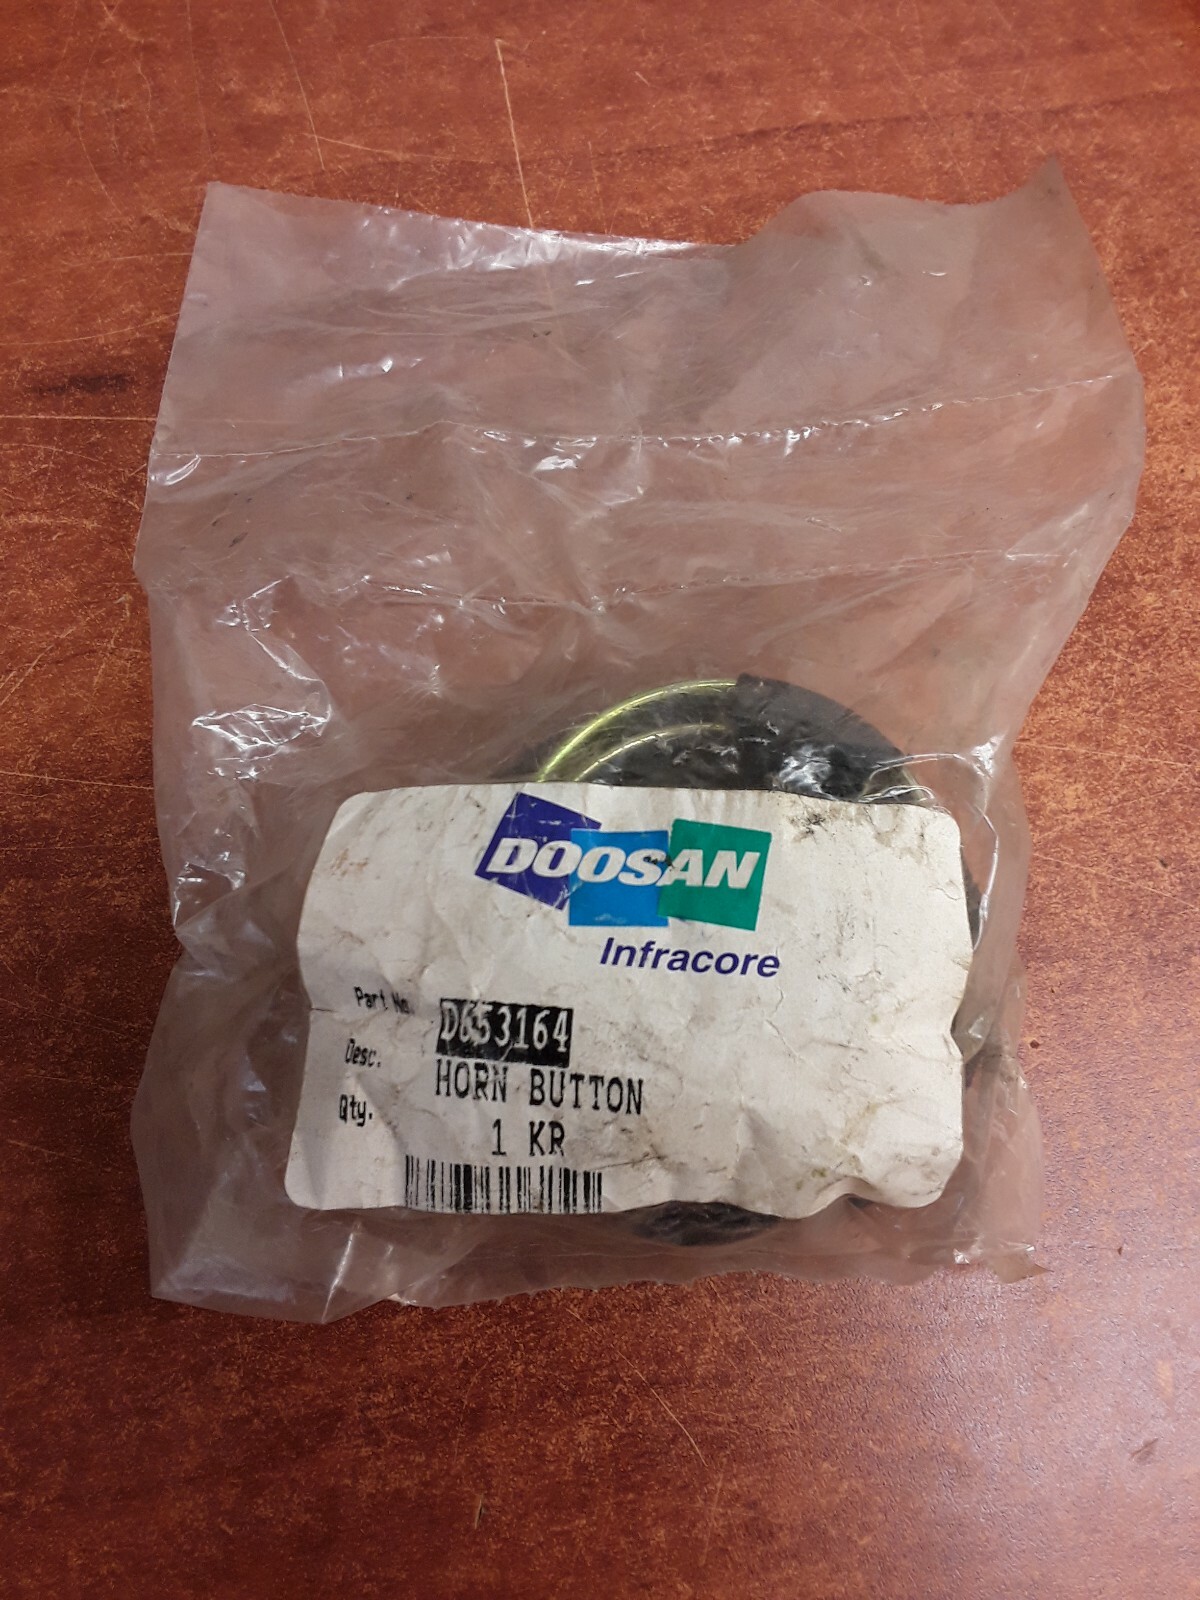 DOOSAN
Infracore
Part No. D653164
Desc. HORN BUTTON
Qty. 1 KR